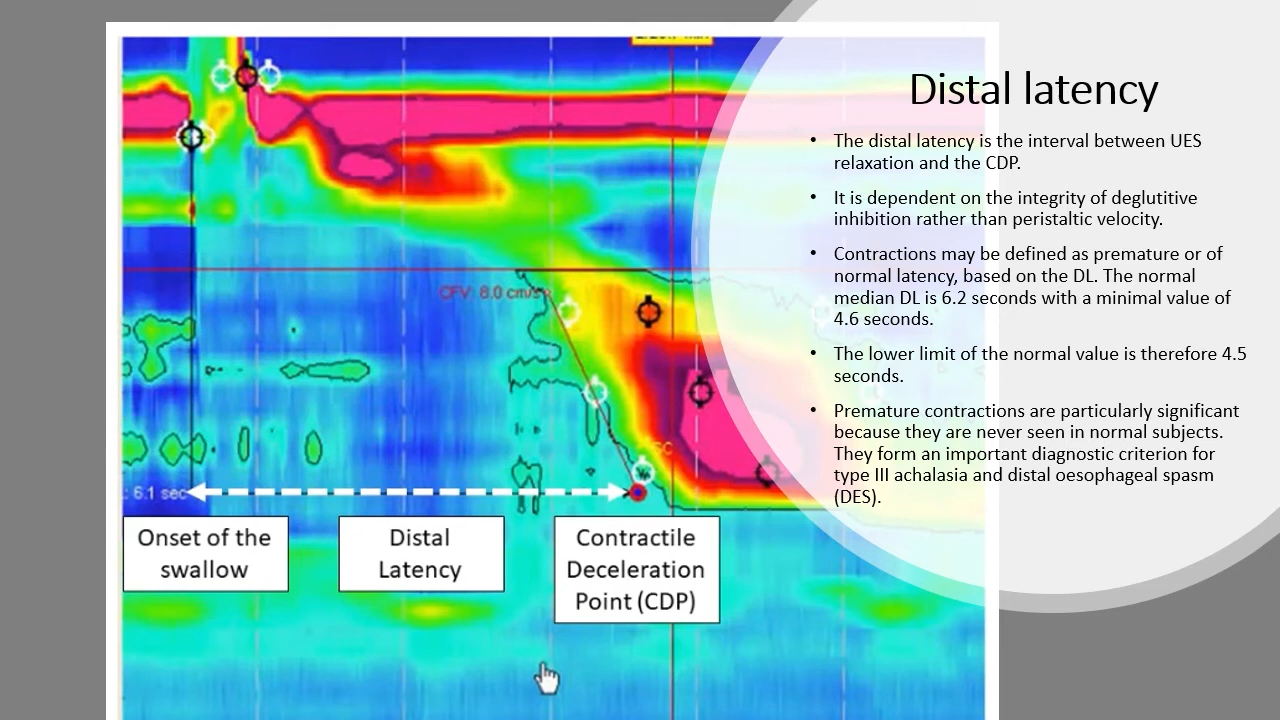 Distal latency
• The distal latency is the interval between UES
relaxation and the CDP.
• It is dependent on the integrity of deglutitive
inhibition rather than peristaltic velocity.
• Contractions may be defined as premature or of
normal latency, based on the DL. The normal
median DL is 6.2 seconds with a minimal value of
4.6 seconds.
• The lower limit of the normal value is therefore 4.5
seconds.
• Premature contractions are particularly significant
because they are never seen in normal subjects.
They form an important diagnostic criterion for
type III achalasia and distal oesophageal spasm
(DES).
CFV: 8.0 cm/s
: 6.1 sec
Onset of the
swallow
Distal
Latency
Contractile
Deceleration
Point (CDP)